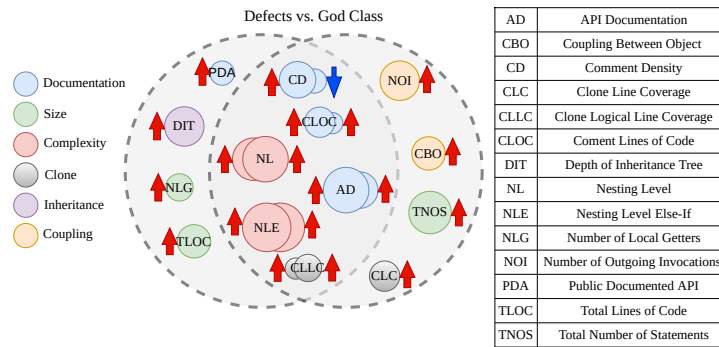 Defects vs. God Class
Documentation
Size
Complexity
Clone
Inheritance
Coupling
PDA
CD
NOI
CLOC
DIT
NL
CBO
NLG
AD
TNOS
NLE
TLOC
CLLC
CLC
AD API Documentation
CBO Coupling Between Object
CD Comment Density
CLC Clone Line Coverage
CLLC Clone Logical Line Coverage
CLOC Coment Lines of Code
DIT Depth of Inheritance Tree
NL Nesting Level
NLE Nesting Level Else-If
NLG Number of Local Getters
NOI Number of Outgoing Invocations
PDA Public Documented API
TLOC Total Lines of Code
TNOS Total Number of Statements